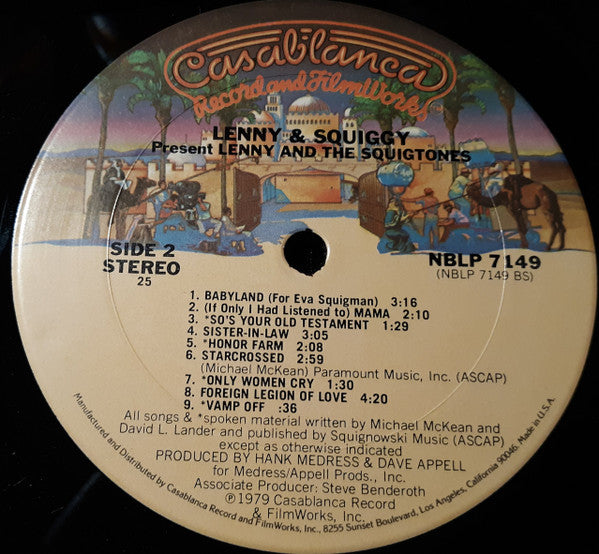 Casablanca
Record and FilmWorks
LENNY & SQUIGGY
Present LENNY AND THE SQUIGTONES
SIDE 2
STEREO
25
NBLP 7149
(NBLP 7149 BS)
1. BABYLAND (For Eva Squigman) 3:16
2. (If Only I Had Listened to) MAMA 2:10
3. *SO'S YOUR OLD TESTAMENT 1:29
4. SISTER-IN-LAW 3:05
5. *HONOR FARM 2:08
6. STARCROSSED 2:59
(Michael McKean) Paramount Music, Inc. (ASCAP)
7. *ONLY WOMEN CRY 1:30
8. FOREIGN LEGION OF LOVE 4:20
9. *VAMP OFF :36
All songs & *spoken material written by Michael McKean and
David L. Lander and published by Squignowski Music (ASCAP)
except as otherwise indicated
PRODUCED BY HANK MEDRESS & DAVE APPELL
for Medress/Appell Prods., Inc.
Associate Producer: Steve Benderoth
℗1979 Casablanca Record
& FilmWorks, Inc.
Manufactured and Distributed by Casablanca Record and FilmWorks, Inc., 8255 Sunset Boulevard, Los Angeles, California 90046. Made in U.S.A.